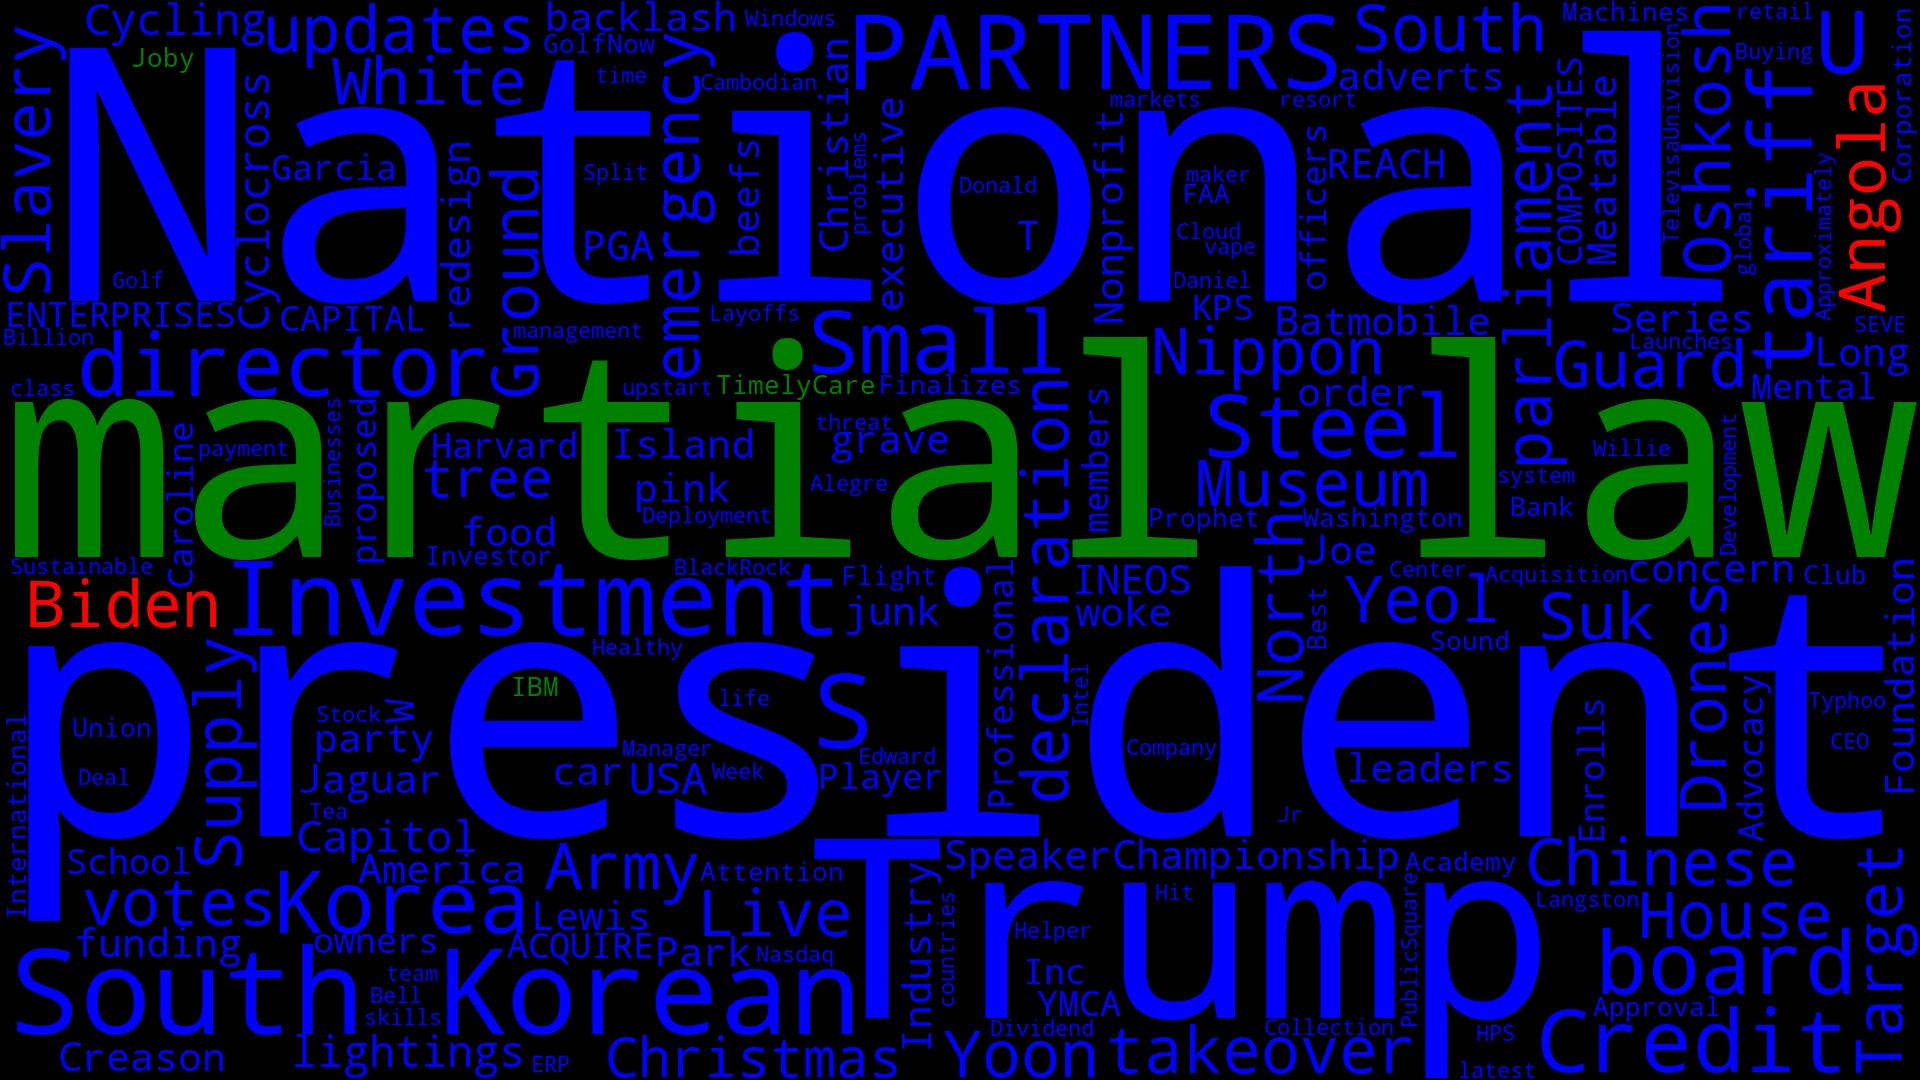 Cycling
updates
backlash
Windows
PARTNERS
South
Machines
retail
U
Slavery
Joby
White
GolfNow
time
Cambodian
adverts
Buying
National
Cyclocross
Garcia
redesign
Ground
Split
PGA
emergency
beefs
Christian
problems
executive
Donald
T
markets
Nonprofit
maker
FAA
Cloud
vape
Daniel
KPS
resort
officers
REACH
parliament
COMPOSITES
Meatable
TelevisaUnivision
Oshkosh
global
tariff
Approximately
Angola
Corporation
Golf
ENTERPRISES
CAPITAL
Billion
management
Layoffs
Small
Batmobile
Series
SEVE
Launches
Long
director
Nippon
Guard
Mental
class
upstart
TimelyCare
Finalizes
order
martial law
Caroline
payment
Businesses
proposed
Harvard
tree
Island
pink
Deployment
threat
grave
Alegre
declaration
members
Steel
Museum
Prophet
Washington
system
Bank
Willie
Development
food
Investor
North
Joe
Sustainable
BlackRock
Flight
INEOS
Center
Acquisition
concern
Club
Biden
Investment
junk
Professional
woke
Best
Yeol
Suk
Drones
Foundation
Healthy
Sound
president
Supply
IBM
life
S
Intel
Union
Stock
W
party
Manager
Edward
Company
Enrolls
Advocacy
Typhoo
CEO
Deal
Jaguar
car
USA
Week
Player
leaders
International
Tea
Jr
Capitol
School
America
Army
Attention
Speaker
Championship
Academy
Chinese
Target
votes
Korea
Lewis
Live
Trump
Industry
countries
Hit
PublicSquare
Langston
House
funding
owners
ACQUIRE
Park
Nasdaq
Helper
board
South Korean
team
Bell
skills
Inc
YMCA
Approval
Dividend
Collection
HPS
Credit
Creason
lightings
ERP
Christmas
Yoon
takeover
latest